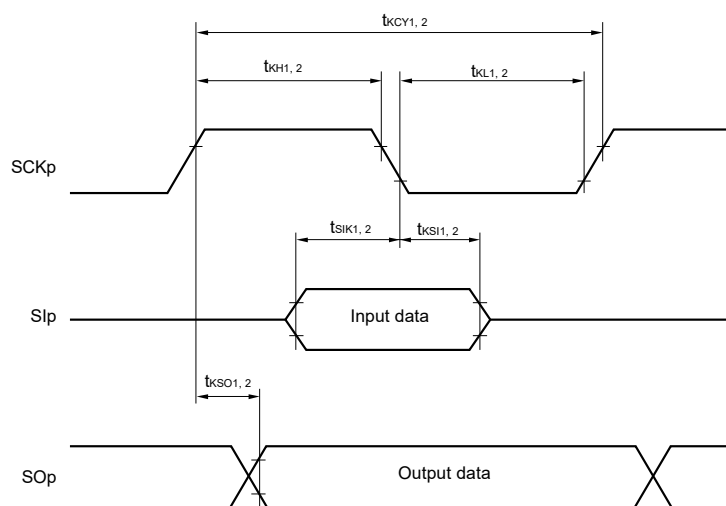 tKCY1, 2
tKH1, 2
tKL1, 2
SCKp
tSIK1, 2
tKSI1, 2
SIp
Input data
tKSO1, 2
SOp
Output data